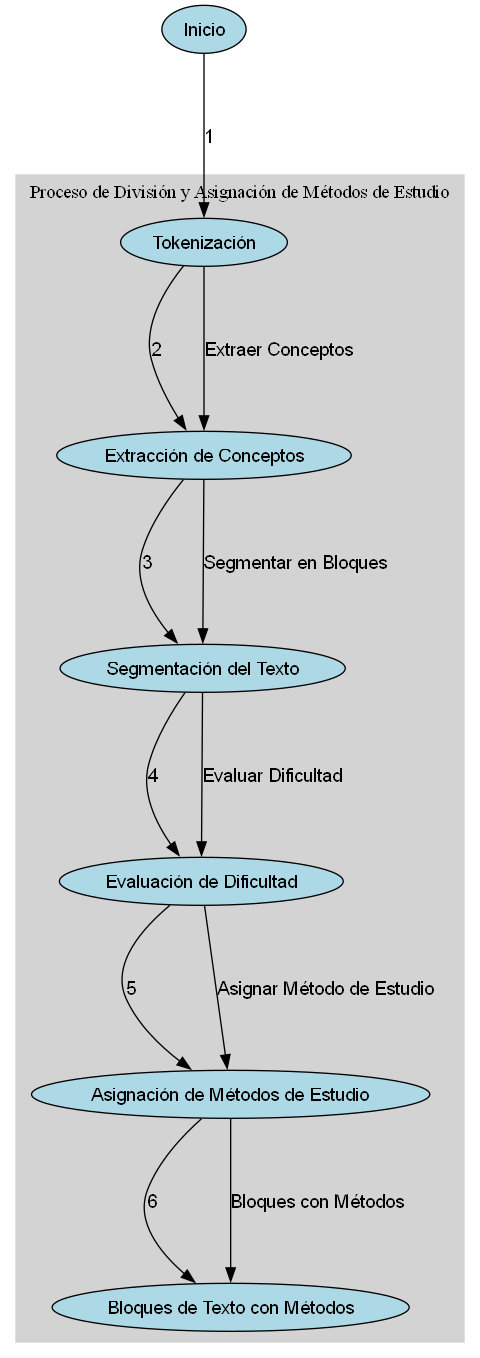 Inicio
1
Proceso de División y Asignación de Métodos de Estudio
Tokenización
2
Extraer Conceptos
Extracción de Conceptos
3
Segmentar en Bloques
Segmentación del Texto
4
Evaluar Dificultad
Evaluación de Dificultad
5
Asignar Método de Estudio
Asignación de Métodos de Estudio
6
Bloques con Métodos
Bloques de Texto con Métodos